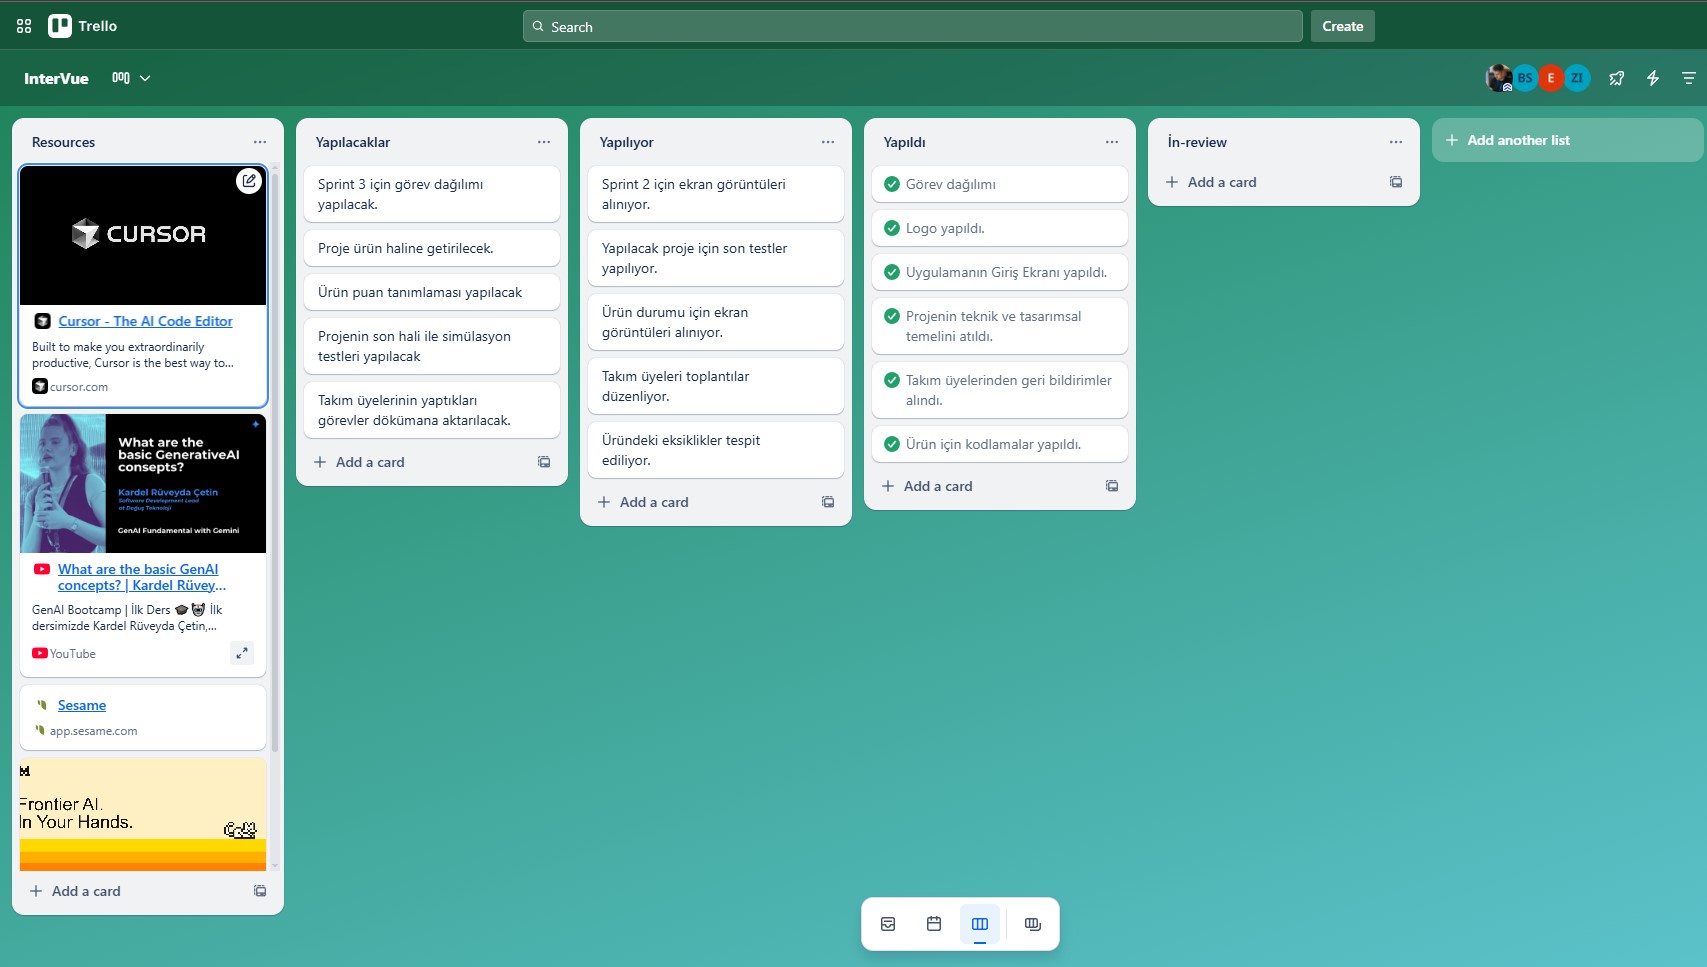 Trello
Search
Create
InterVue
BS
E
ZI
Resources
CURSOR
Cursor - The AI Code Editor
Built to make you extraordinarily
productive, Cursor is the best way to...
cursor.com
What are the
basic GenerativeAI
consepts?
Kardel Rüveyda Çetin
Software Development Lead
at Doğuş Teknoloji
GenAI Fundamental with Gemini
What are the basic GenAI
concepts? | Kardel Rüvey...
GenAI Bootcamp | İlk Ders 🎓🦉 İlk
dersimizde Kardel Rüveyda Çetin,...
YouTube
Sesame
app.sesame.com
Frontier AI.
In Your Hands.
Add a card
Yapılacaklar
Sprint 3 için görev dağılımı
yapılacak.
Proje ürün haline getirilecek.
Ürün puan tanımlaması yapılacak
Projenin son hali ile simülasyon
testleri yapılacak
Takım üyelerinin yaptıkları
görevler dökümana aktarılacak.
Add a card
Yapılıyor
Sprint 2 için ekran görüntüleri
alınıyor.
Yapılacak proje için son testler
yapılıyor.
Ürün durumu için ekran
görüntüleri alınıyor.
Takım üyeleri toplantılar
düzenliyor.
Üründeki eksiklikler tespit
ediliyor.
Add a card
Yapıldı
Görev dağılımı
Logo yapıldı.
Uygulamanın Giriş Ekranı yapıldı.
Projenin teknik ve tasarımsal
temelini atıldı.
Takım üyelerinden geri bildirimler
alındı.
Ürün için kodlamalar yapıldı.
Add a card
İn-review
Add a card
Add another list